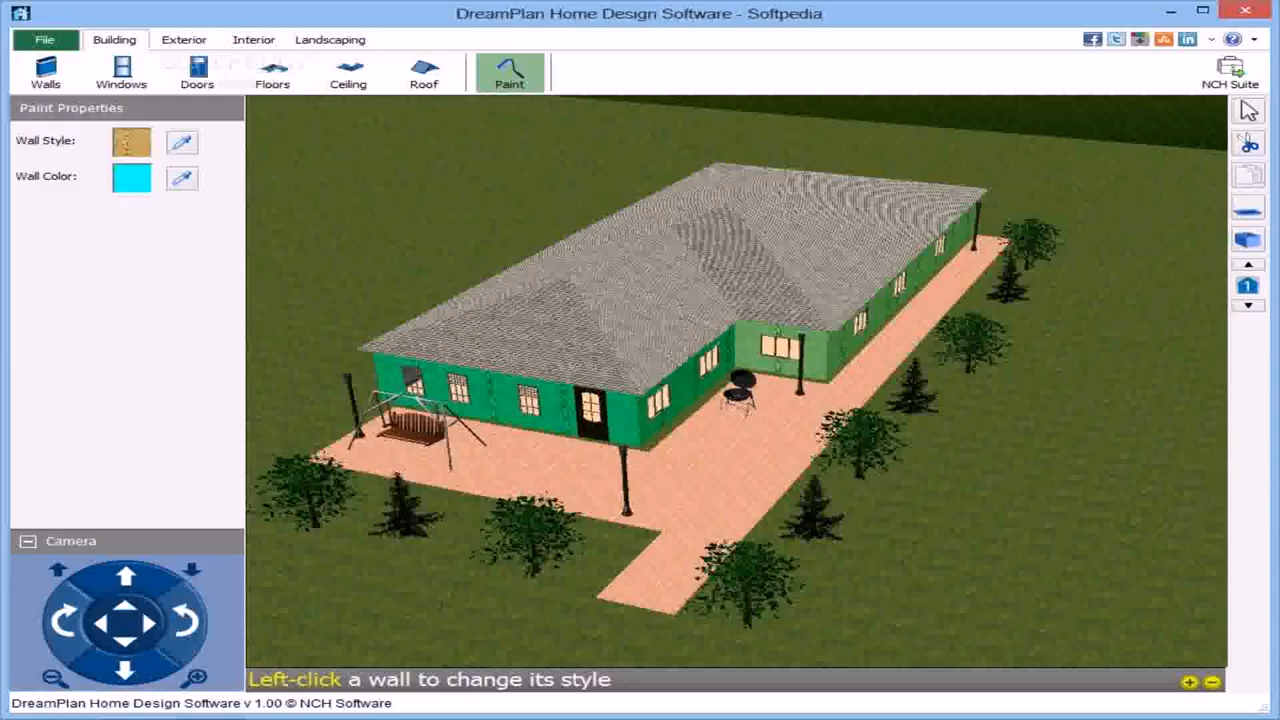 DreamPlan Home Design Software - Softpedia
File Building Exterior Interior Landscaping
Walls Windows Doors Floors Ceiling Roof Paint NCH Suite
Paint Properties
Wall Style:
Wall Color:
1
Camera
Left-click a wall to change its style
DreamPlan Home Design Software v 1.00 © NCH Software